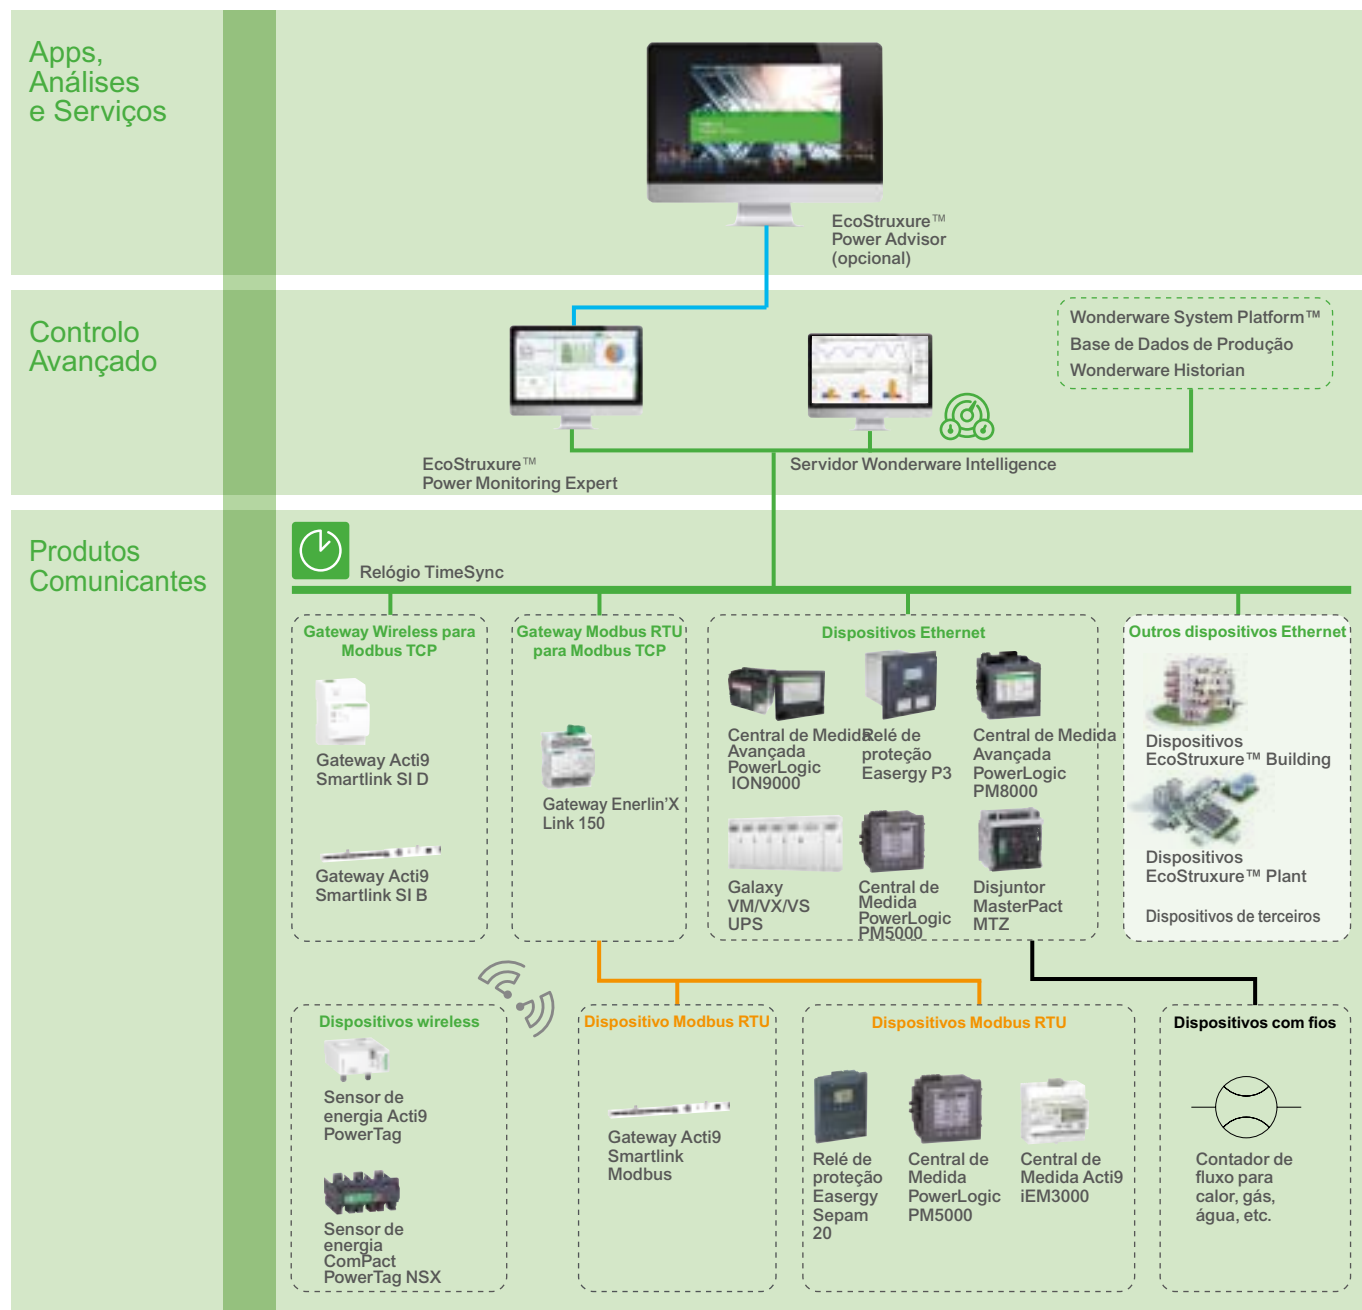 Apps,
Análises
e Serviços
EcoStruxure™
Power Advisor
(opcional)
Controlo
Avançado
Wonderware System Platform™
Base de Dados de Produção
Wonderware Historian
EcoStruxure™
Power Monitoring Expert
Servidor Wonderware Intelligence
Produtos
Comunicantes
Relógio TimeSync
Gateway Wireless para
Modbus TCP
Gateway Acti9
Smartlink SI D
Gateway Acti9
Smartlink SI B
Gateway Modbus RTU
para Modbus TCP
Gateway Enerlin'X
Link 150
Dispositivos Ethernet
Central de Medida
Avançada
PowerLogic
ION9000
Relé de
proteção
Easergy P3
Central de Medida
Avançada
PowerLogic
PM8000
Galaxy
VM/VX/VS
UPS
Central de
Medida
PowerLogic
PM5000
Disjuntor
MasterPact
MTZ
Outros dispositivos Ethernet
Dispositivos
EcoStruxure™ Building
Dispositivos
EcoStruxure™ Plant
Dispositivos de terceiros
Dispositivos wireless
Sensor de
energia Acti9
PowerTag
Sensor de
energia
ComPact
PowerTag NSX
Dispositivo Modbus RTU
Gateway Acti9
Smartlink
Modbus
Dispositivos Modbus RTU
Relé de
proteção
Easergy
Sepam
20
Central de
Medida
PowerLogic
PM5000
Central de
Medida Acti9
iEM3000
Dispositivos com fios
Contador de
fluxo para
calor, gás,
água, etc.